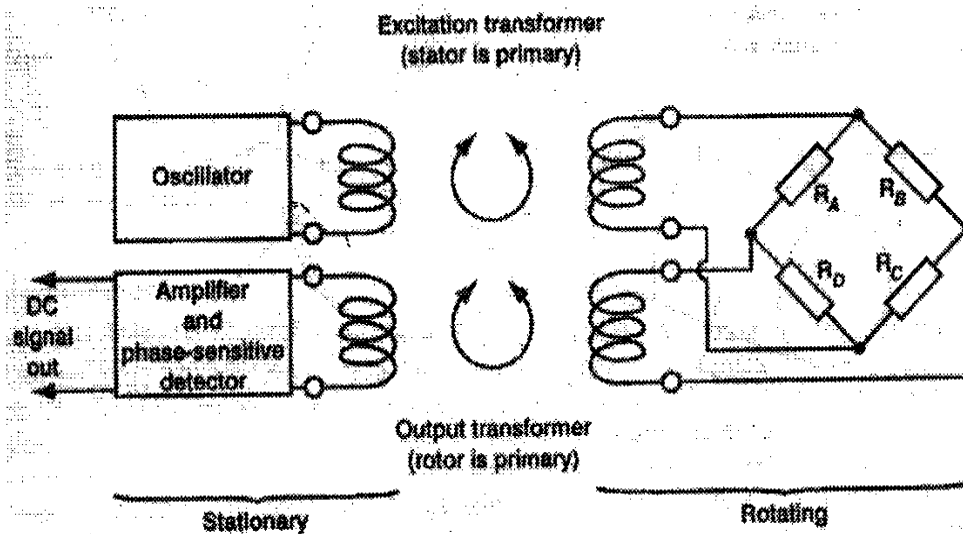 Excitation transformer
(stator is primary)
Oscillator
R_A
R_B
Amplifier
and
phase-sensitive
detector
DC
signal
out
R_D
R_C
Output transformer
(rotor is primary)
Stationary
Rotating